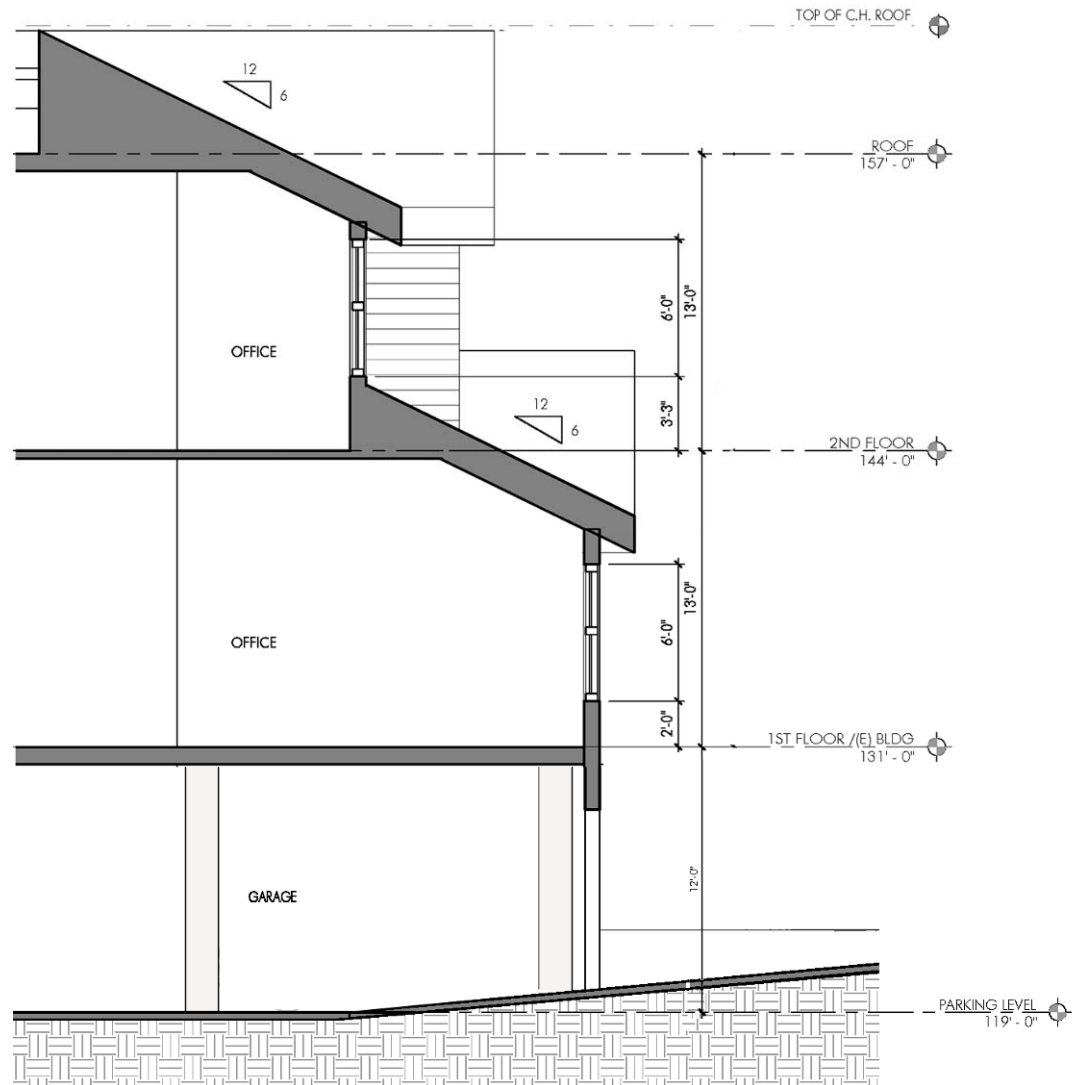 TOP OF C.H. ROOF
12
6
ROOF
157' - 0"
6'-0"
13'-0"
OFFICE
3'-3"
12
6
2ND FLOOR
144' - 0"
6'-0"
13'-0"
OFFICE
2'-0"
1ST FLOOR /(E) BLDG
131' - 0"
12'-0"
GARAGE
PARKING LEVEL
119' - 0"